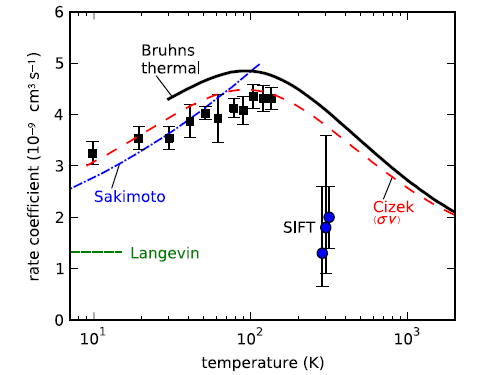 6
5
4
3
2
1
0
rate coefficient (10⁻⁹ cm³ s⁻¹)
Bruhns
thermal
Sakimoto
SIFT
Cizek
⟨σv⟩
Langevin
10¹
10²
10³
temperature (K)